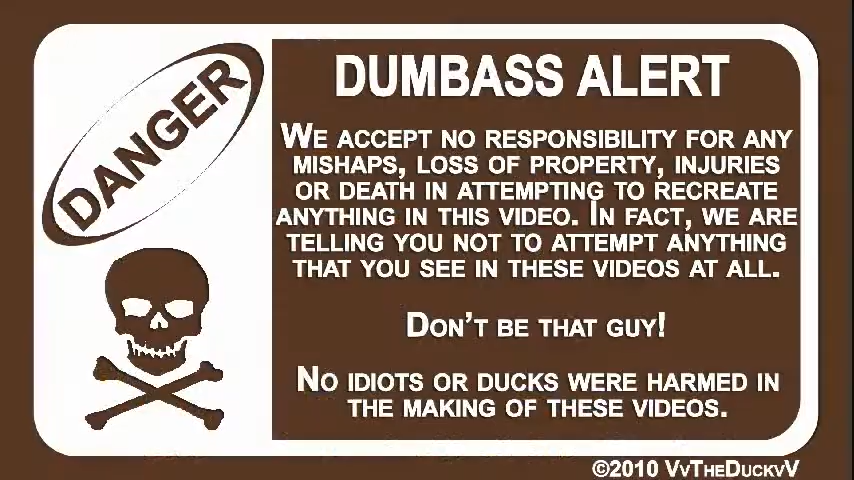 DANGER
DUMBASS ALERT
WE ACCEPT NO RESPONSIBILITY FOR ANY
MISHAPS, LOSS OF PROPERTY, INJURIES
OR DEATH IN ATTEMPTING TO RECREATE
ANYTHING IN THIS VIDEO. IN FACT, WE ARE
TELLING YOU NOT TO ATTEMPT ANYTHING
THAT YOU SEE IN THESE VIDEOS AT ALL.
DON'T BE THAT GUY!
NO IDIOTS OR DUCKS WERE HARMED IN
THE MAKING OF THESE VIDEOS.
©2010 VVTHEDUCKVV